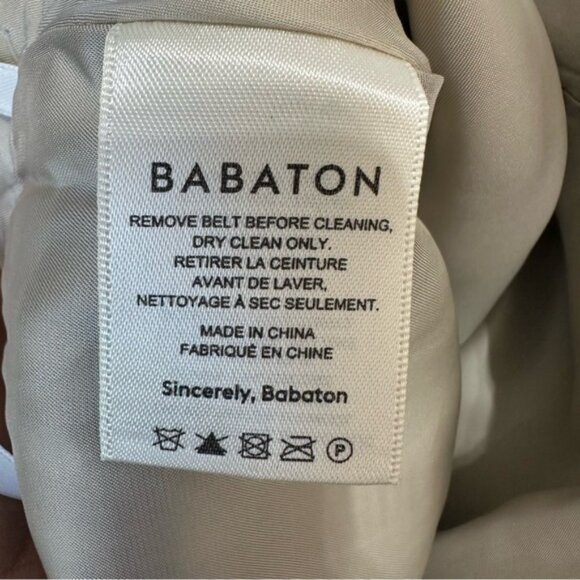 BABATON
REMOVE BELT BEFORE CLEANING,
DRY CLEAN ONLY.
RETIRER LA CEINTURE
AVANT DE LAVER,
NETTOYAGE À SEC SEULEMENT.
MADE IN CHINA
FABRIQUÉ EN CHINE
Sincerely, Babaton
P